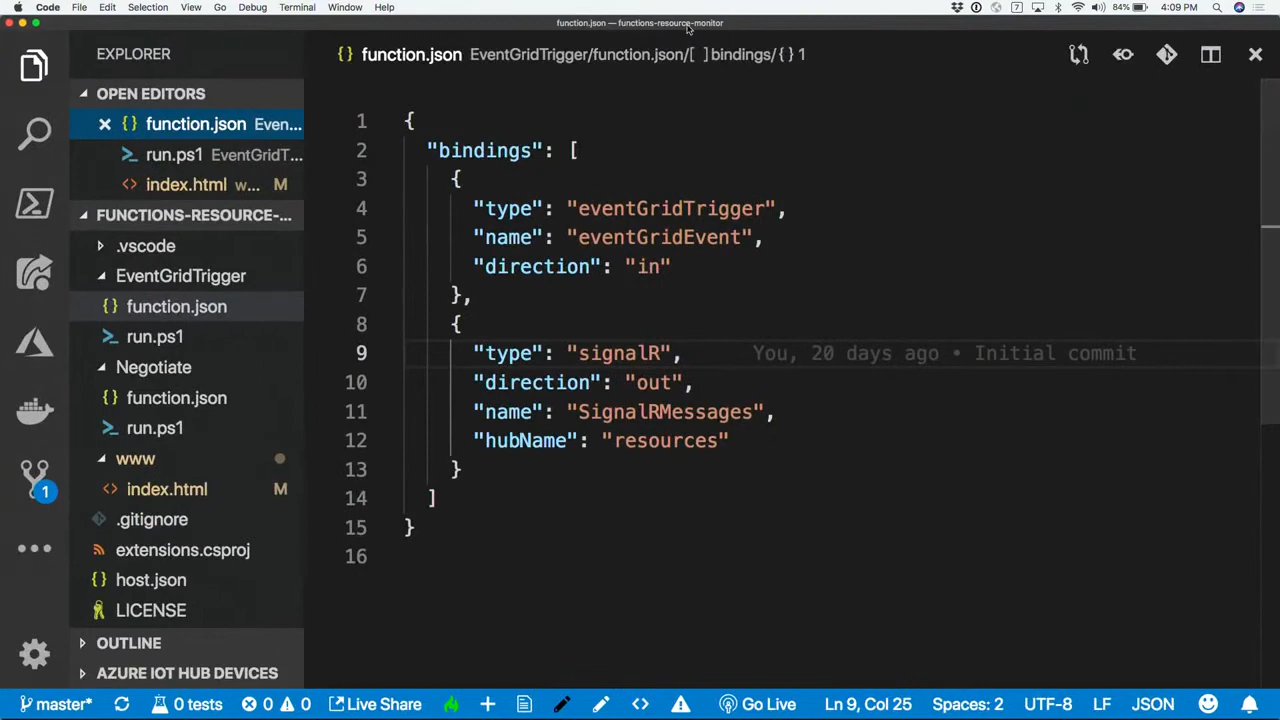 Code File Edit Selection View Go Debug Terminal Window Help 7 84% 4:09 PM
function.json — functions-resource-monitor
EXPLORER
{} function.json EventGridTrigger/function.json/[ ]bindings/{} 1
OPEN EDITORS
{} function.json Even...
run.ps1 EventGridT...
index.html w... M
FUNCTIONS-RESOURCE-...
.vscode
EventGridTrigger
{} function.json
run.ps1
Negotiate
{} function.json
run.ps1
www
index.html M
.gitignore
extensions.csproj
{} host.json
LICENSE
OUTLINE
AZURE IOT HUB DEVICES
1
1 {
2 "bindings": [
3 {
4 "type": "eventGridTrigger",
5 "name": "eventGridEvent",
6 "direction": "in"
7 },
8 {
9 "type": "signalR", You, 20 days ago • Initial commit
10 "direction": "out",
11 "name": "SignalRMessages",
12 "hubName": "resources"
13 }
14 ]
15 }
16
master* 0 tests 0 0 Live Share Go Live Ln 9, Col 25 Spaces: 2 UTF-8 LF JSON